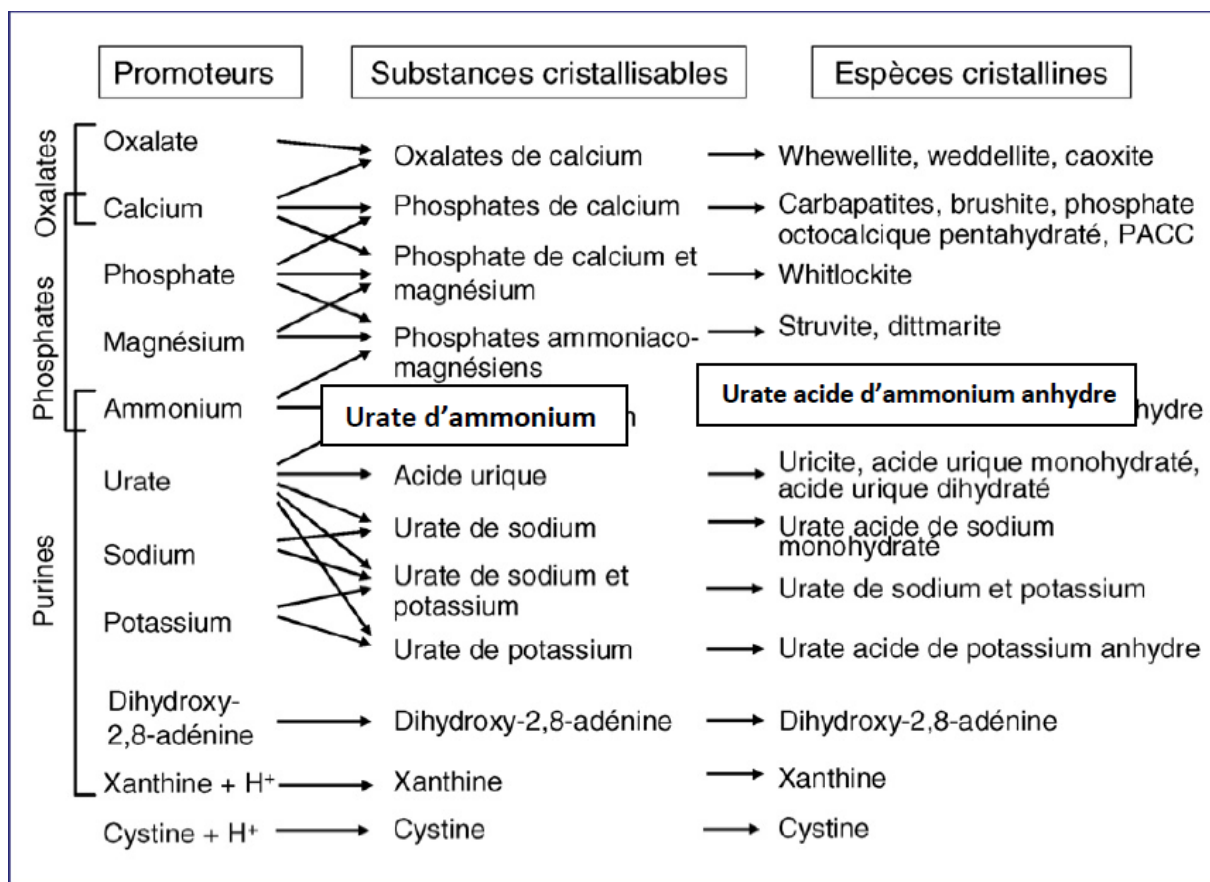 Promoteurs
Substances cristallisables
Espèces cristallines
Oxalates
Phosphates
Purines
Oxalate
Oxalates de calcium
Whewellite, weddellite, caoxite
Calcium
Phosphates de calcium
Carbapatites, brushite, phosphate
octocalcique pentahydraté, PACC
Phosphate
Phosphate de calcium et
magnésium
Whitlockite
Magnésium
Phosphates ammoniaco-
magnésiens
Struvite, dittmarite
Ammonium
Urate d’ammonium
Urate acide d’ammonium anhydre
Urate
Acide urique
Uricite, acide urique monohydraté,
acide urique dihydraté
Urate de sodium
Urate acide de sodium
monohydraté
Sodium
Urate de sodium et
potassium
Urate de sodium et potassium
Potassium
Urate de potassium
Urate acide de potassium anhydre
Dihydroxy-
2,8-adénine
Dihydroxy-2,8-adénine
Dihydroxy-2,8-adénine
Xanthine + H⁺
Xanthine
Xanthine
Cystine + H⁺
Cystine
Cystine